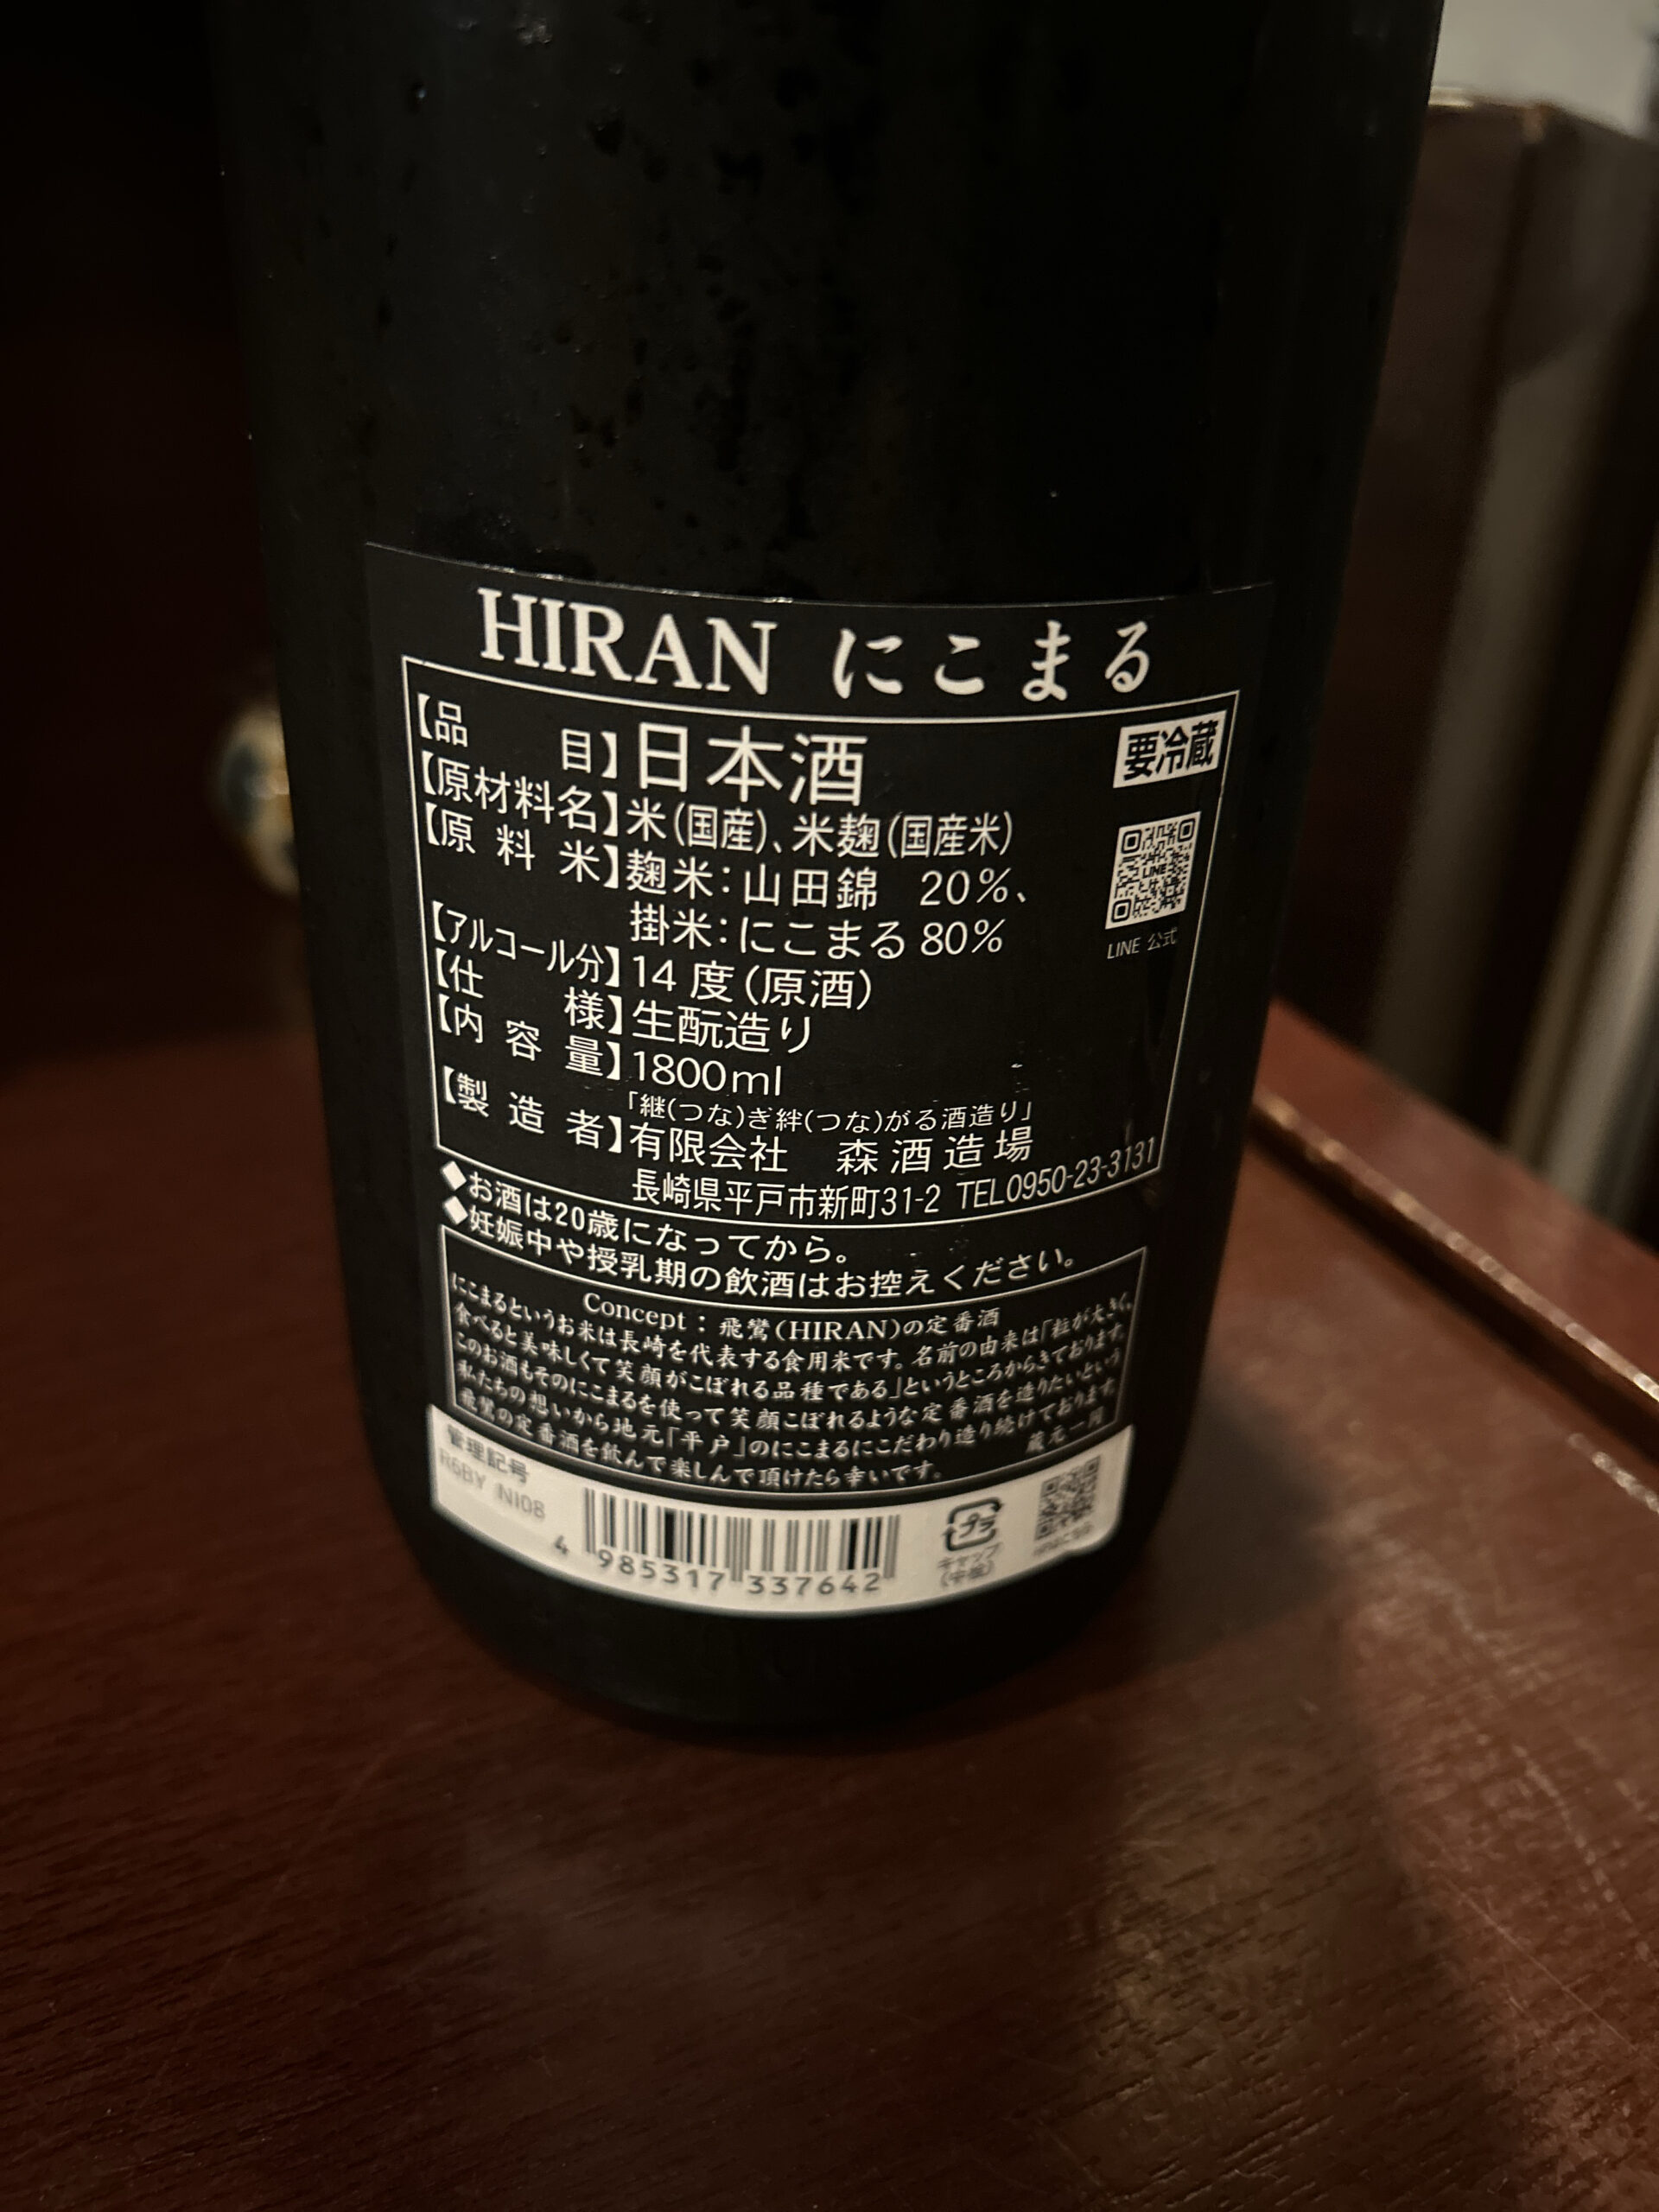 HIRAN にこまる
【品目】日本酒
要冷蔵
【原材料名】米(国産)、米麹(国産米)
【原料米】麹米:山田錦 20%、
掛米:にこまる 80%
LINE 公式
【アルコール分】14 度(原酒)
【仕様】生酛造り
【内容量】1800ml
「継(つな)ぎ絆(つな)がる酒造り」
【製造者】有限会社 森酒造場
長崎県平戸市新町31-2 TEL0950-23-3131
◆お酒は20歳になってから。
◆妊娠中や授乳期の飲酒はお控えください。
Concept : 飛鸞(HIRAN)の定番酒
にこまるというお米は長崎を代表する食用米です。名前の由来は「粒が大きく、
食べると美味しくて笑顔がこぼれる品種である」というところからきております。
このお酒もそのにこまるを使って笑顔こぼれるような定番酒を造りたいという
私たちの想いから地元「平戸」のにこまるにこだわり造り続けております。
飛鸞の定番酒を飲んで楽しんで頂けたら幸いです。
蔵元一同
管理記号
R6BY NI08
4 985317 337642
プラ
キャップ
(中栓)